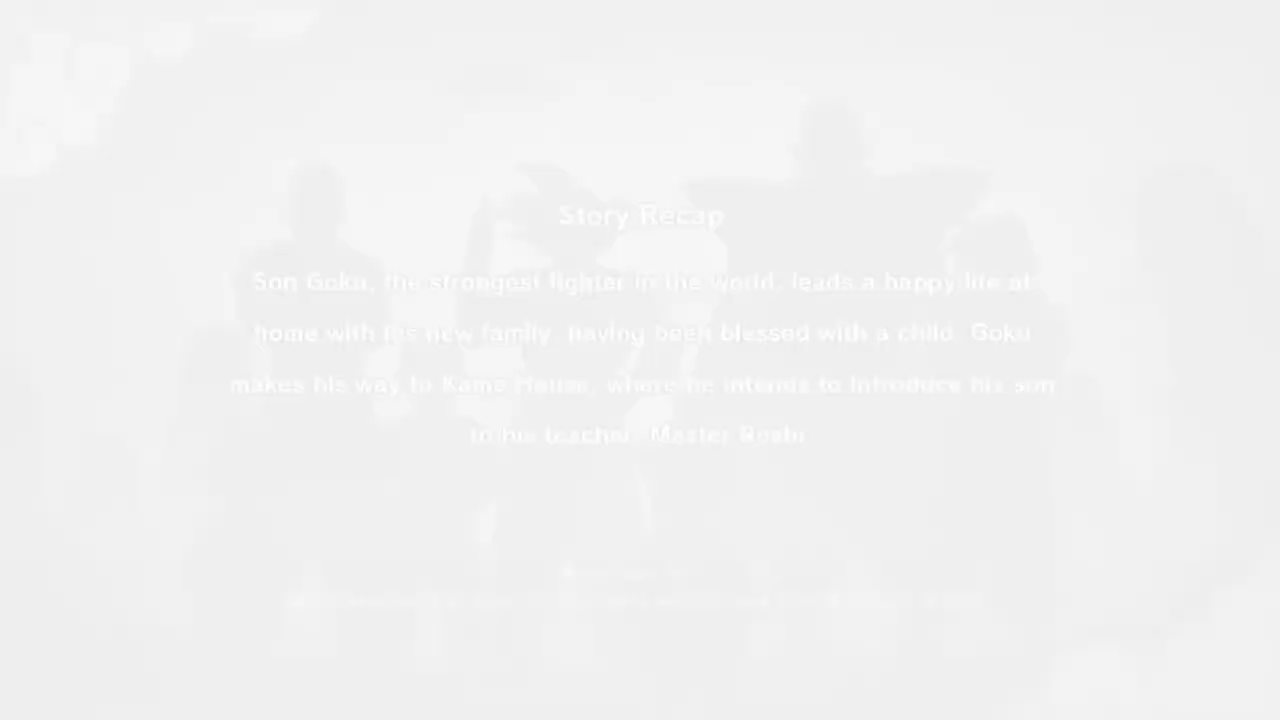 Story Recap
Son Goku, the strongest fighter in the world, leads a happy life at
home with his new family, having been blessed with a child. Goku
makes his way to Kame House, where he intends to introduce his son
to his teacher, Master Roshi.